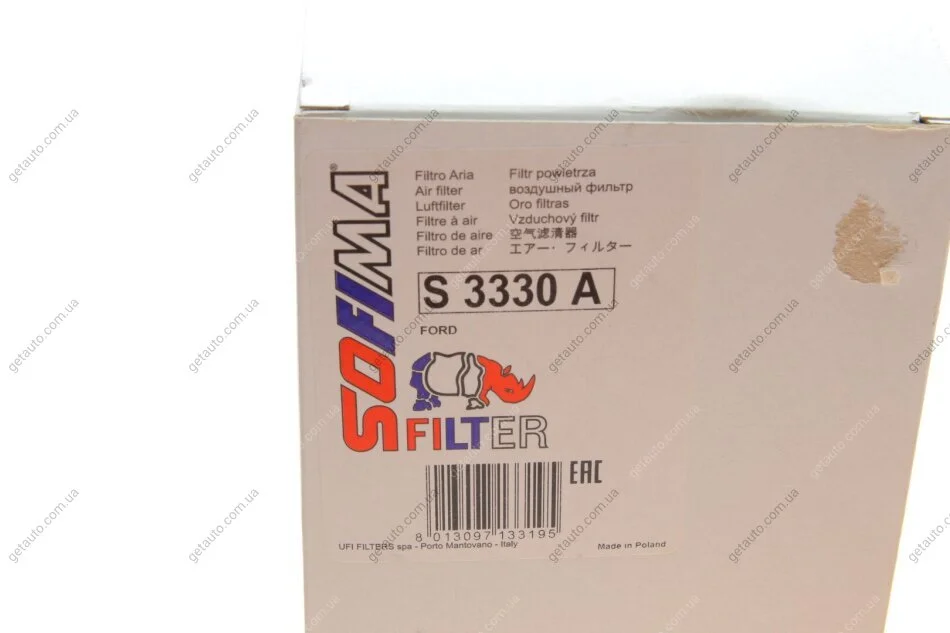 SOFIMA®
Filtro Aria
Air filter
Luftfilter
Filtre à air
Filtro de aire
Filtro de ar
Filtr powietrza
воздушный фильтр
Oro filtras
Vzduchový filtr
空气滤清器
エアー・フィルター
S 3330 A
FORD
FILTER
EAC
8 013097 133195
UFI FILTERS spa - Porto Mantovano - Italy
Made in Poland
getauto.com.ua